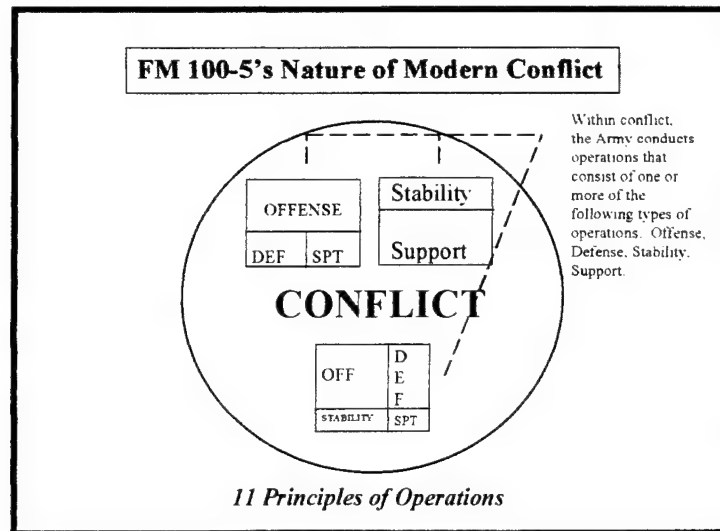 FM 100-5's Nature of Modern Conflict
Within conflict,
the Army conducts
operations that
consist of one or
more of the
following types of
operations. Offense,
Defense, Stability,
Support.
OFFENSE
DEF SPT
Stability
Support
CONFLICT
OFF
D
E
F
STABILITY SPT
11 Principles of Operations